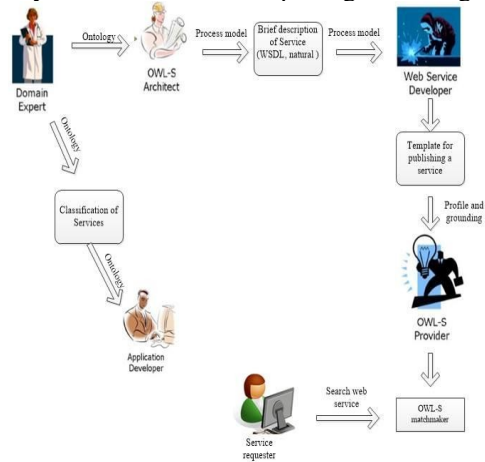 Ontology
Process model
Brief description
of Service
(WSDL, natural )
Process model
Domain
Expert
OWL-S
Architect
Web Service
Developer
Ontology
Template for
publishing a
service
Classification of
Services
Profile and
grounding
Ontology
OWL-S
Provider
Application
Developer
Search web
service
OWL-S
matchmaker
Service
requester